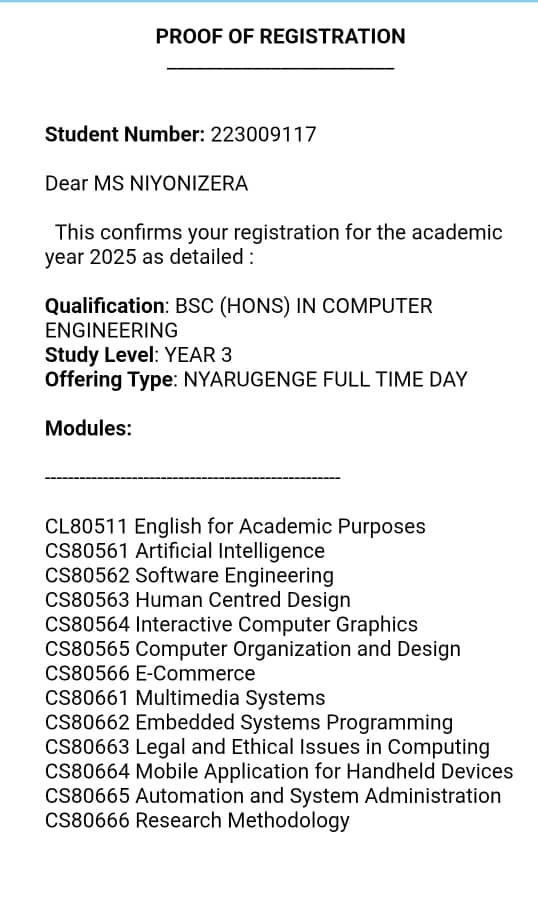 PROOF OF REGISTRATION
Student Number: 223009117
Dear MS NIYONIZERA
This confirms your registration for the academic
year 2025 as detailed :
Qualification: BSC (HONS) IN COMPUTER
ENGINEERING
Study Level: YEAR 3
Offering Type: NYARUGENGE FULL TIME DAY
Modules:
CL80511 English for Academic Purposes
CS80561 Artificial Intelligence
CS80562 Software Engineering
CS80563 Human Centred Design
CS80564 Interactive Computer Graphics
CS80565 Computer Organization and Design
CS80566 E-Commerce
CS80661 Multimedia Systems
CS80662 Embedded Systems Programming
CS80663 Legal and Ethical Issues in Computing
CS80664 Mobile Application for Handheld Devices
CS80665 Automation and System Administration
CS80666 Research Methodology